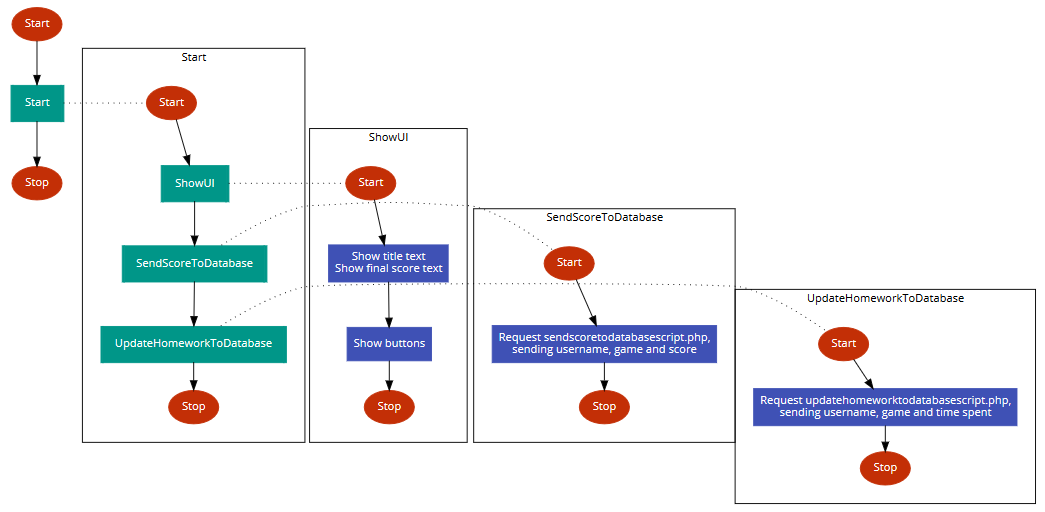 Start
Start
Stop
Start
Start
ShowUI
SendScoreToDatabase
UpdateHomeworkToDatabase
Stop
ShowUI
Start
Show title text
Show final score text
Show buttons
Stop
SendScoreToDatabase
Start
Request sendscoretodatabasescript.php,
sending username, game and score
Stop
UpdateHomeworkToDatabase
Start
Request updatehomeworktodatabasescript.php,
sending username, game and time spent
Stop